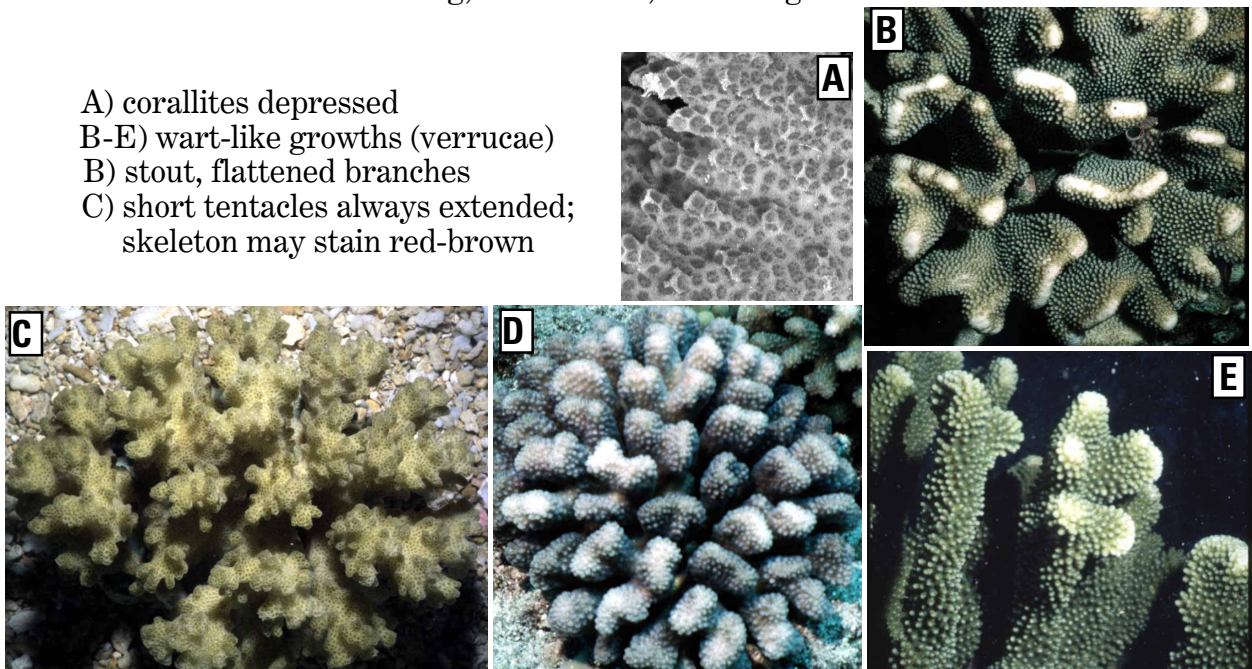 A) corallites depressed
B-E) wart-like growths (verrucae)
B) stout, flattened branches
C) short tentacles always extended;
skeleton may stain red-brown
A
B
C
D
E